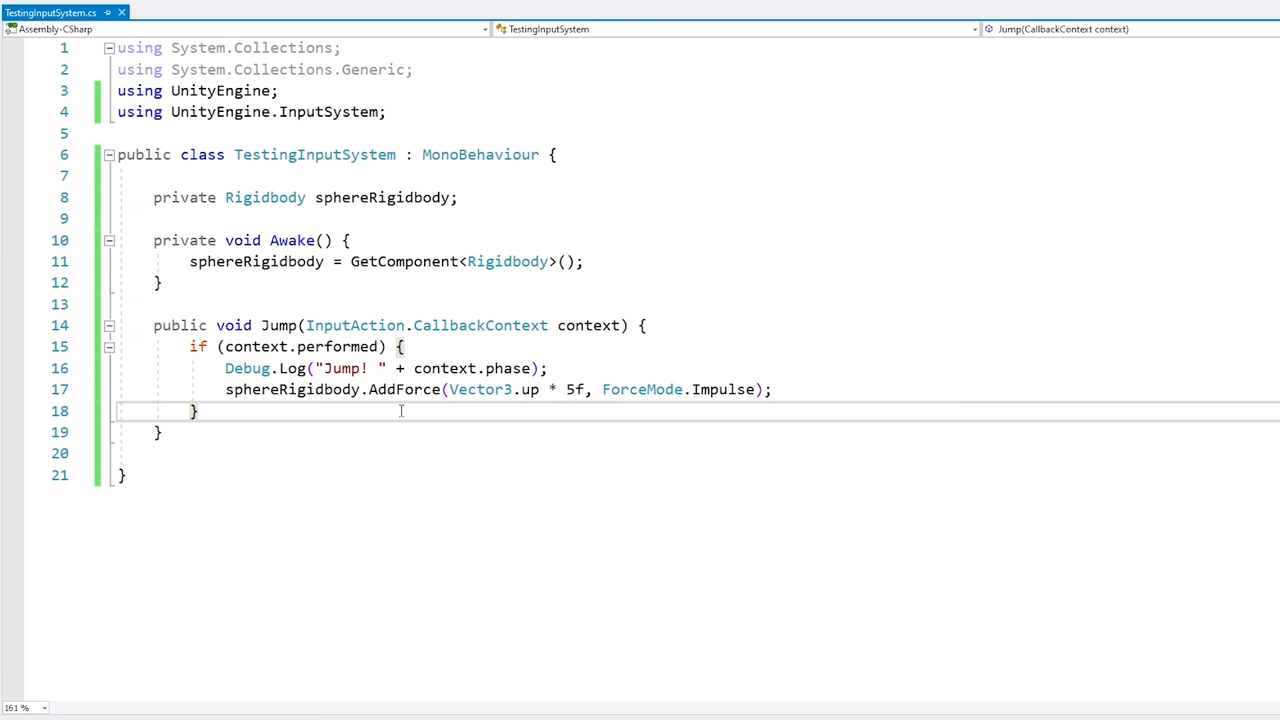 TestingInputSystem.cs
Assembly-CSharp TestingInputSystem Jump(CallbackContext context)
1 using System.Collections;
2 using System.Collections.Generic;
3 using UnityEngine;
4 using UnityEngine.InputSystem;
5
6 public class TestingInputSystem : MonoBehaviour {
7
8 private Rigidbody sphereRigidbody;
9
10 private void Awake() {
11 sphereRigidbody = GetComponent<Rigidbody>();
12 }
13
14 public void Jump(InputAction.CallbackContext context) {
15 if (context.performed) {
16 Debug.Log("Jump! " + context.phase);
17 sphereRigidbody.AddForce(Vector3.up * 5f, ForceMode.Impulse);
18 }
19 }
20
21 }
161 %